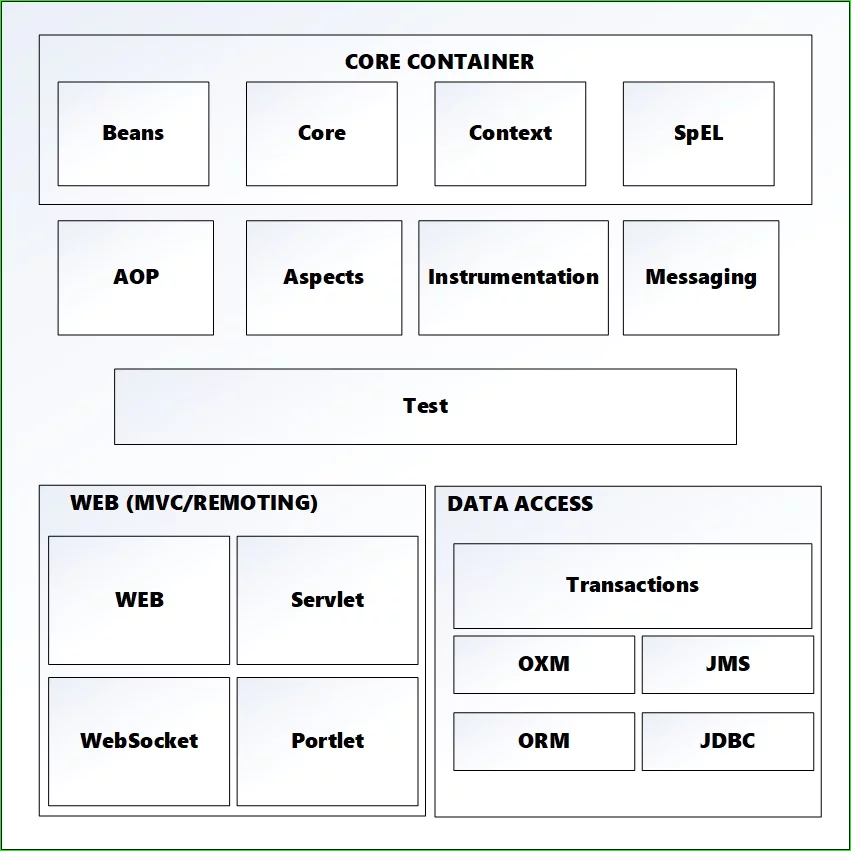 CORE CONTAINER
Beans
Core
Context
SpEL
AOP
Aspects
Instrumentation
Messaging
Test
WEB (MVC/REMOTING)
WEB
Servlet
WebSocket
Portlet
DATA ACCESS
Transactions
OXM
JMS
ORM
JDBC